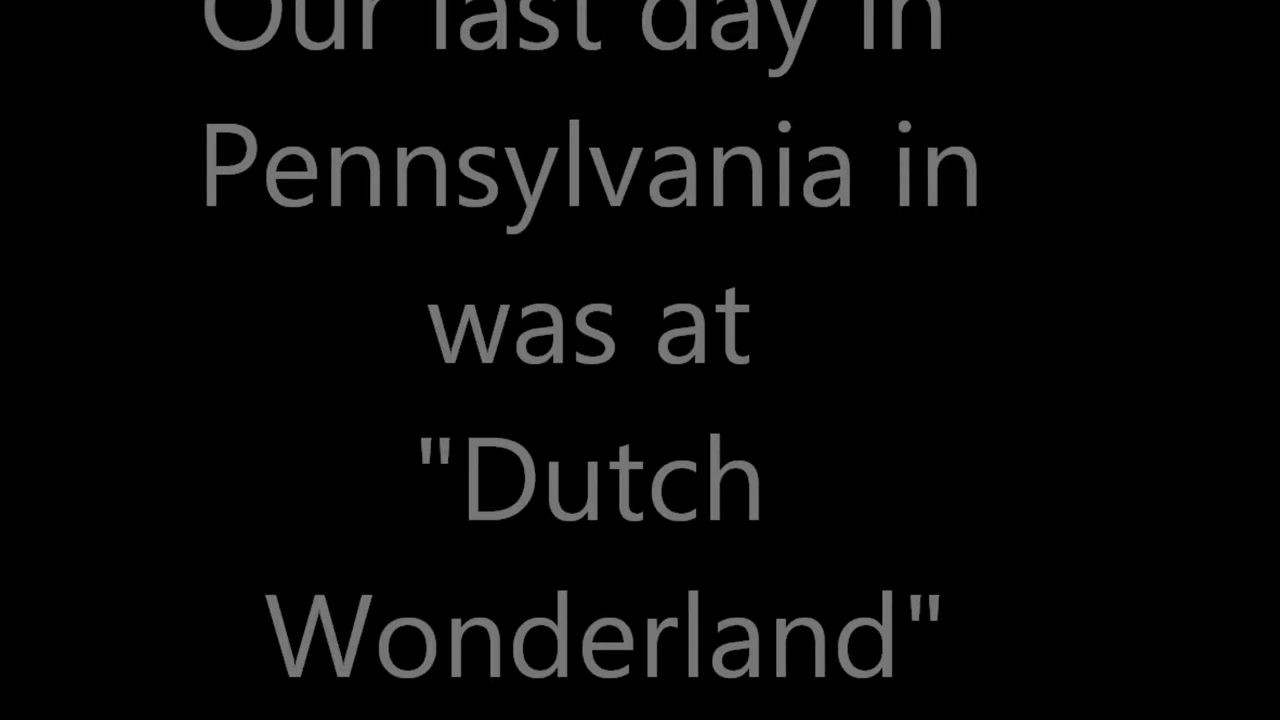 Our last day in
Pennsylvania in
was at
"Dutch
Wonderland"